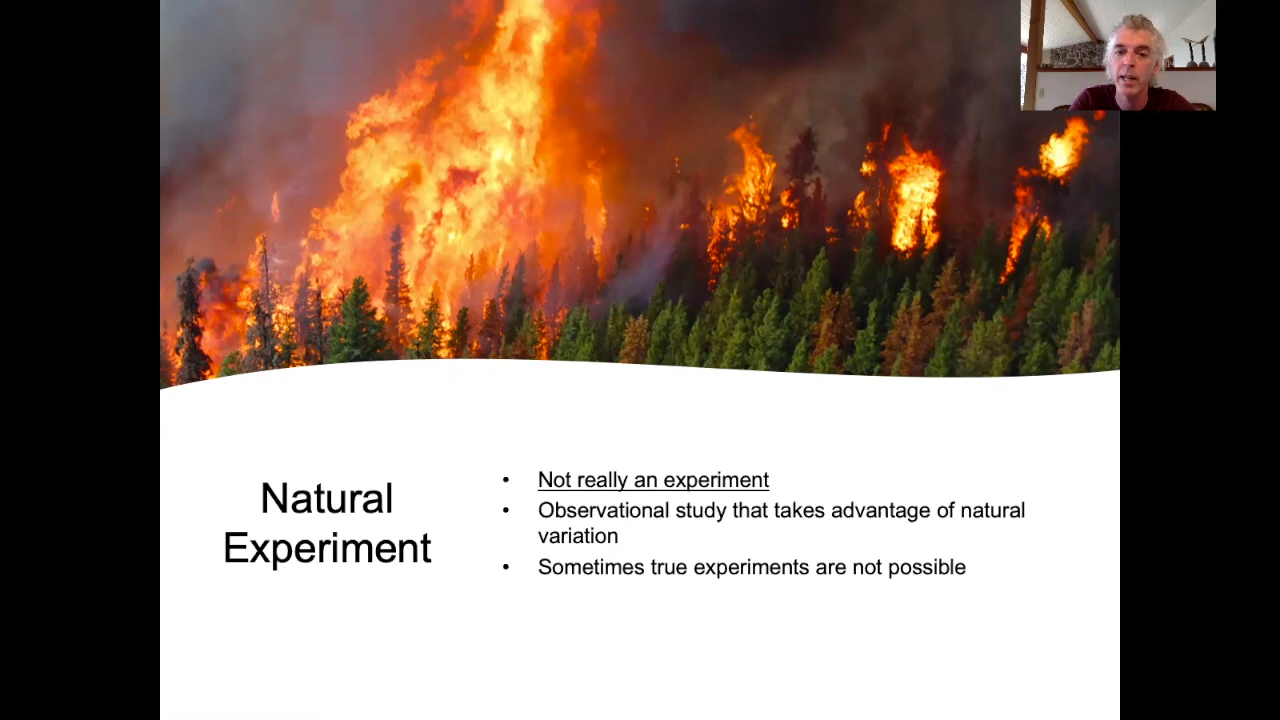 Natural
Experiment
• Not really an experiment
• Observational study that takes advantage of natural
variation
• Sometimes true experiments are not possible